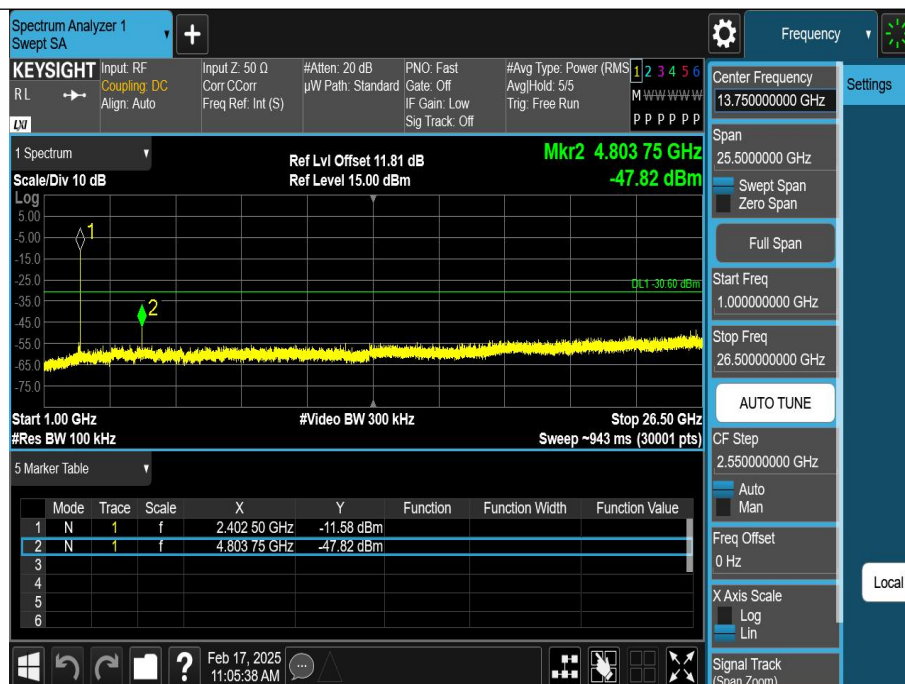 Spectrum Analyzer 1
Swept SA
Frequency
KEYSIGHT
R L
LXI
Input: RF
Coupling: DC
Align: Auto
Input Z: 50 Ω
Corr CCorr
Freq Ref: Int (S)
#Atten: 20 dB
µW Path: Standard
PNO: Fast
Gate: Off
IF Gain: Low
Sig Track: Off
#Avg Type: Power (RMS
Avg|Hold: 5/5
Trig: Free Run
1 2 3 4 5 6
M W W W W W
P P P P P P
1 Spectrum
Scale/Div 10 dB
Ref Lvl Offset 11.81 dB
Ref Level 15.00 dBm
Mkr2 4.803 75 GHz
-47.82 dBm
Log
5.00
-5.00
-15.0
-25.0
-35.0
-45.0
-55.0
-65.0
-75.0
1
2
DL1 -30.60 dBm
Start 1.00 GHz
#Res BW 100 kHz
#Video BW 300 kHz
Stop 26.50 GHz
Sweep ~943 ms (30001 pts)
5 Marker Table
Mode Trace Scale X Y Function Function Width Function Value
1 N 1 f 2.402 50 GHz -11.58 dBm
2 N 1 f 4.803 75 GHz -47.82 dBm
3
4
5
6
?
Feb 17, 2025
11:05:38 AM
Center Frequency
13.75000000 GHz
Span
25.5000000 GHz
Swept Span
Zero Span
Full Span
Start Freq
1.000000000 GHz
Stop Freq
26.500000000 GHz
AUTO TUNE
CF Step
2.550000000 GHz
Auto
Man
Freq Offset
0 Hz
X Axis Scale
Log
Lin
Signal Track
(Span Zoom)
Settings
Local